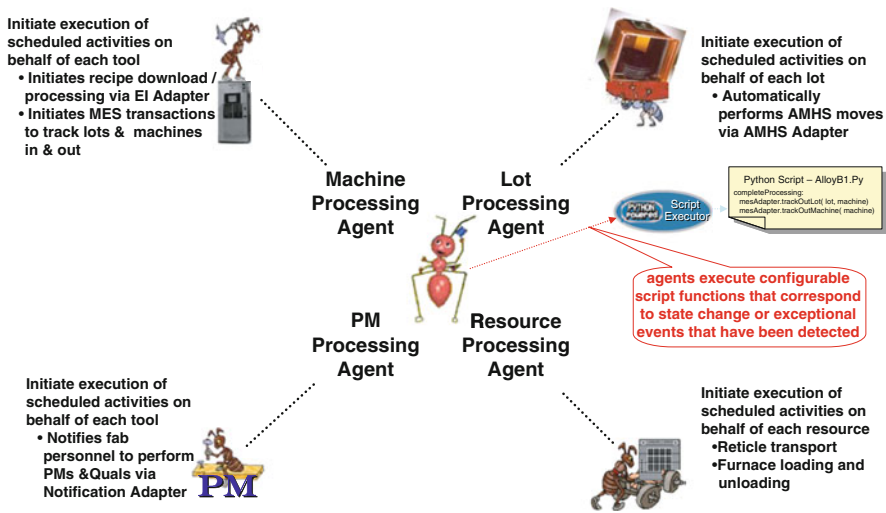 Initiate execution of
scheduled activities on
behalf of each tool
• Initiates recipe download /
processing via EI Adapter
• Initiates MES transactions
to track lots & machines
in & out
Initiate execution of
scheduled activities on
behalf of each lot
• Automatically
performs AMHS moves
via AMHS Adapter
Machine
Processing
Agent
Lot
Processing
Agent
PYTHON
Powered
Script
Executor
Python Script – AlloyB1.Py
completeProcessing:
mesAdapter.trackOutLot( lot, machine)
mesAdapter.trackOutMachine( machine)
agents execute configurable
script functions that correspond
to state change or exceptional
events that have been detected
PM
Processing
Agent
Resource
Processing
Agent
Initiate execution of
scheduled activities on
behalf of each tool
• Notifies fab
personnel to perform
PMs &Quals via
Notification Adapter
PM
Initiate execution of
scheduled activities on
behalf of each resource
•Reticle transport
•Furnace loading and
unloading